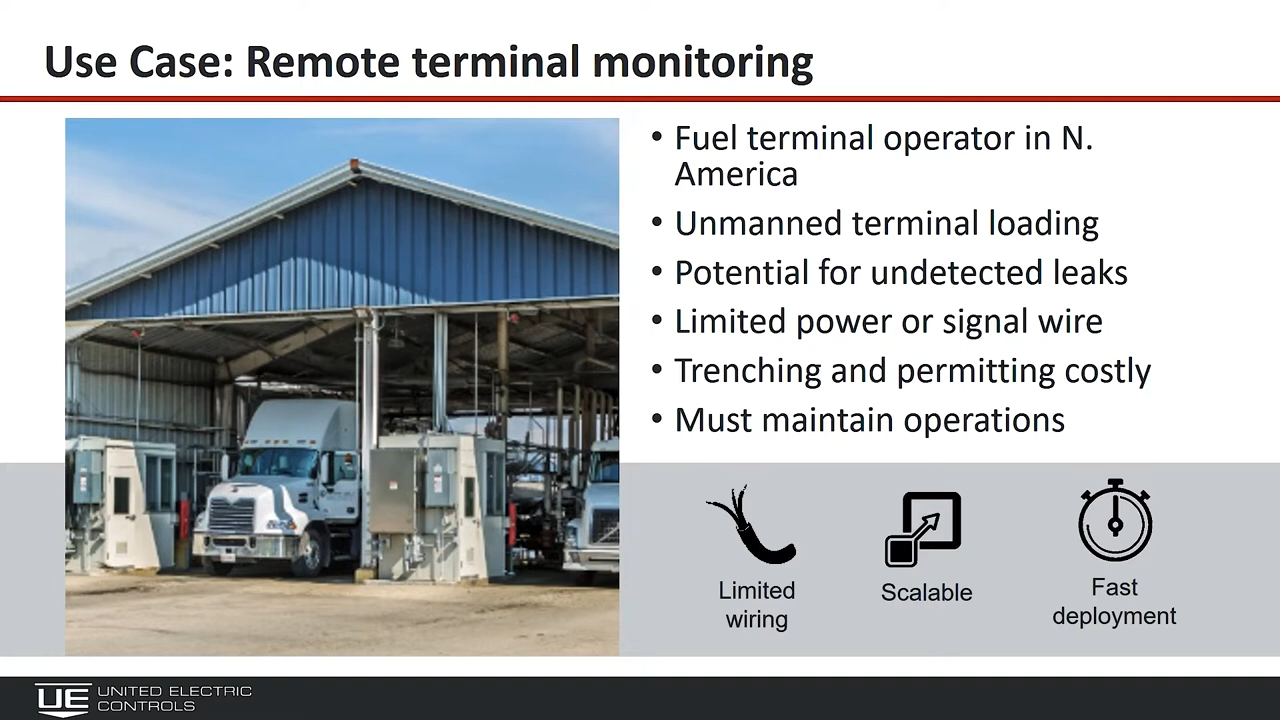 Use Case: Remote terminal monitoring
• Fuel terminal operator in N.
America
• Unmanned terminal loading
• Potential for undetected leaks
• Limited power or signal wire
• Trenching and permitting costly
• Must maintain operations
Limited
wiring
Scalable
Fast
deployment
UE UNITED ELECTRIC
CONTROLS